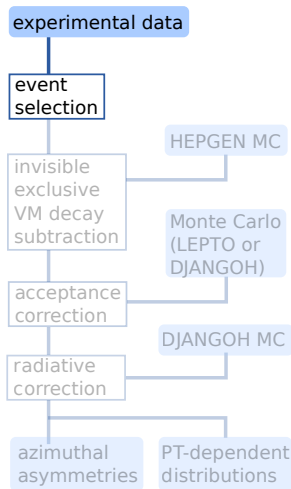 experimental data
event
selection
HEPGEN MC
invisible
exclusive
VM decay
subtraction
Monte Carlo
(LEPTO or
DJANGOH)
acceptance
correction
DJANGOH MC
radiative
correction
azimuthal
asymmetries
PT-dependent
distributions